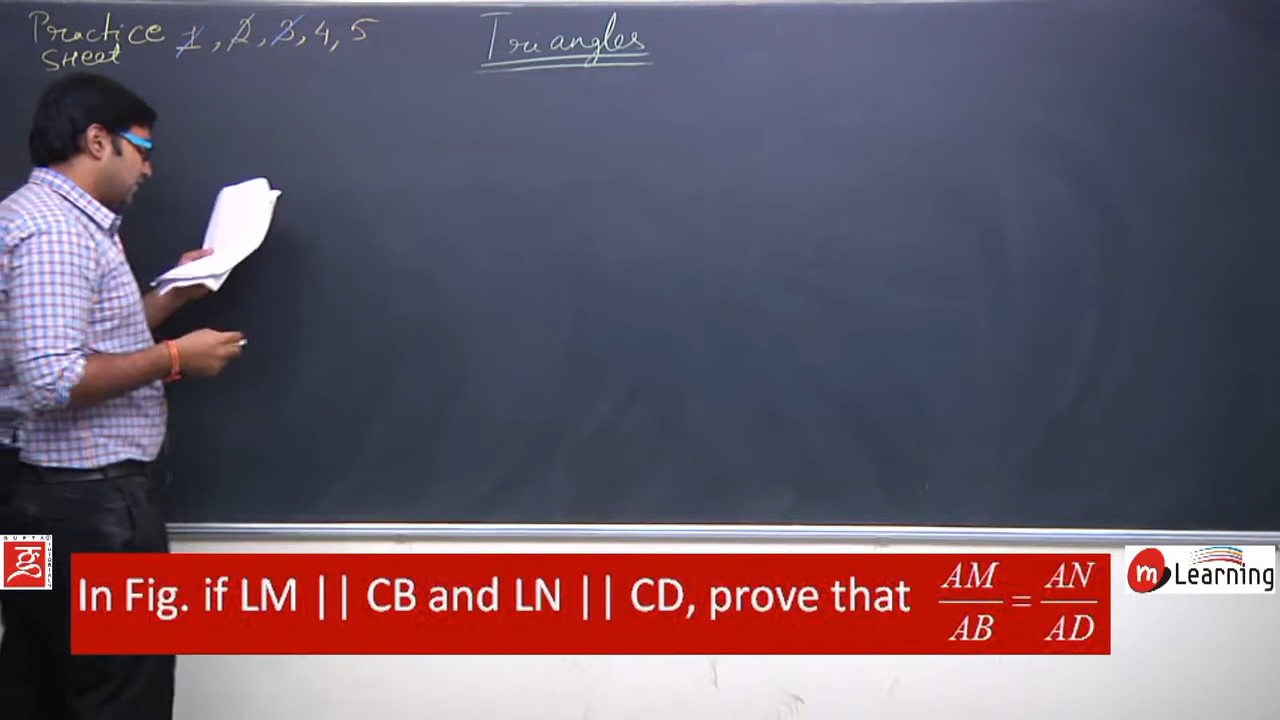 Practice 1, 2, 3, 4, 5
SHeet
Triangles
GUPTA
In Fig. if LM || CB and LN || CD, prove that AM/AB = AN/AD
m Learning